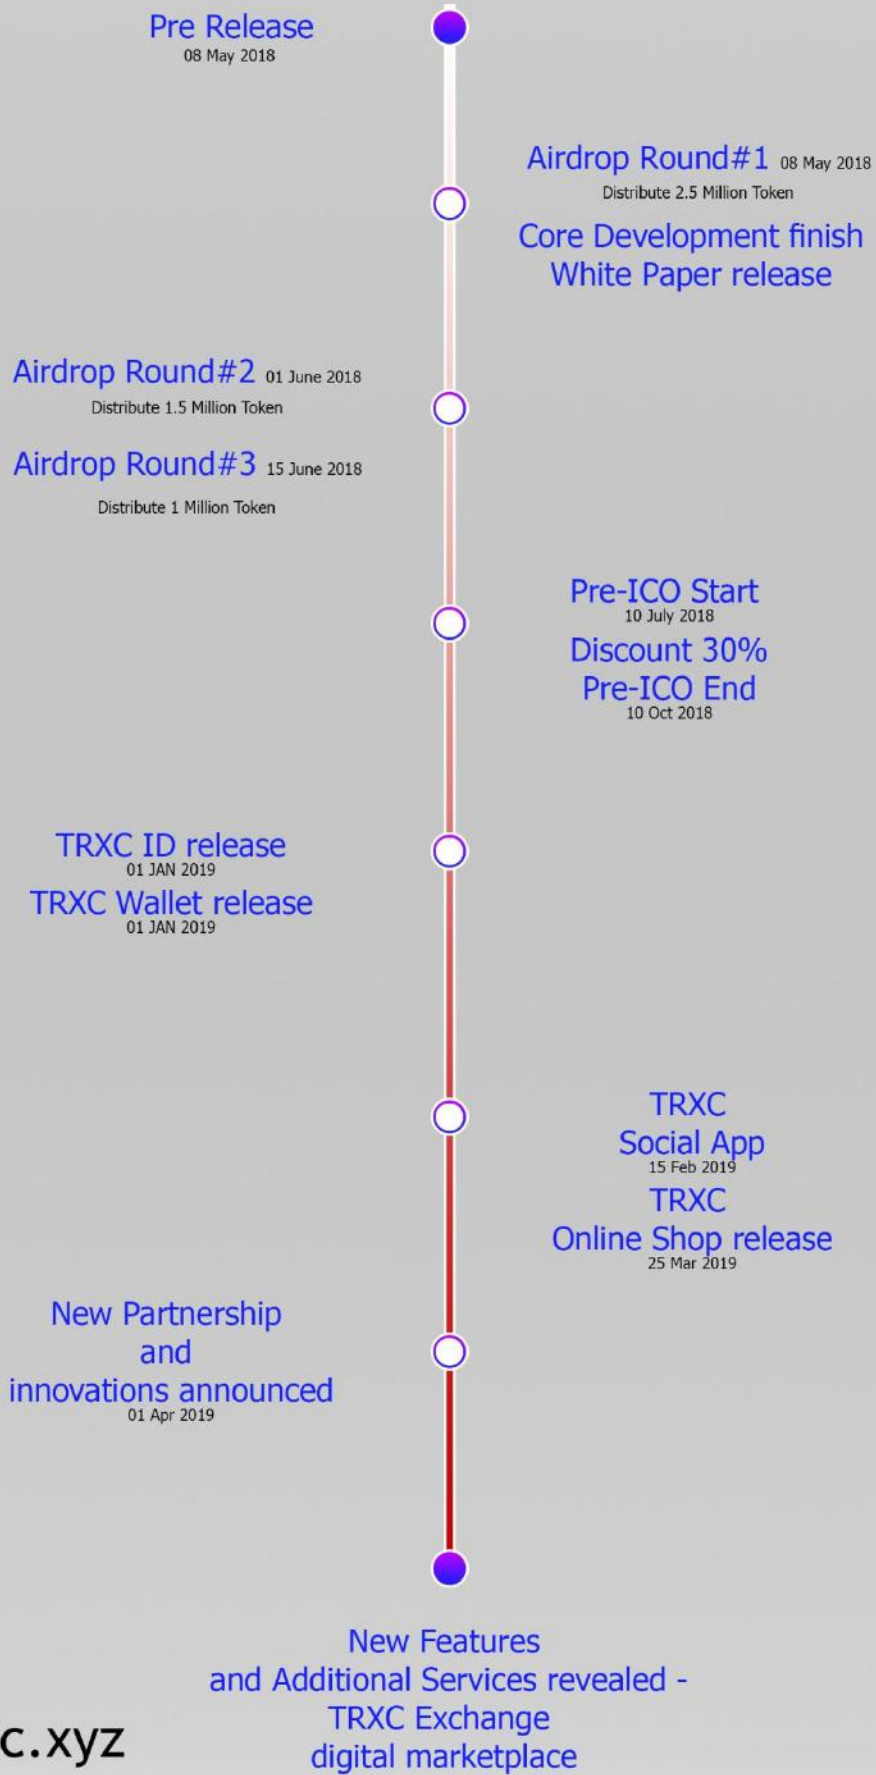 Pre Release
08 May 2018
Airdrop Round#1 08 May 2018
Distribute 2.5 Million Token
Core Development finish
White Paper release
Airdrop Round#2 01 June 2018
Distribute 1.5 Million Token
Airdrop Round#3 15 June 2018
Distribute 1 Million Token
Pre-ICO Start
10 July 2018
Discount 30%
Pre-ICO End
10 Oct 2018
TRXC ID release
01 JAN 2019
TRXC Wallet release
01 JAN 2019
TRXC
Social App
15 Feb 2019
TRXC
Online Shop release
25 Mar 2019
New Partnership
and
innovations announced
01 Apr 2019
New Features
and Additional Services revealed -
TRXC Exchange
digital marketplace
c.xyz